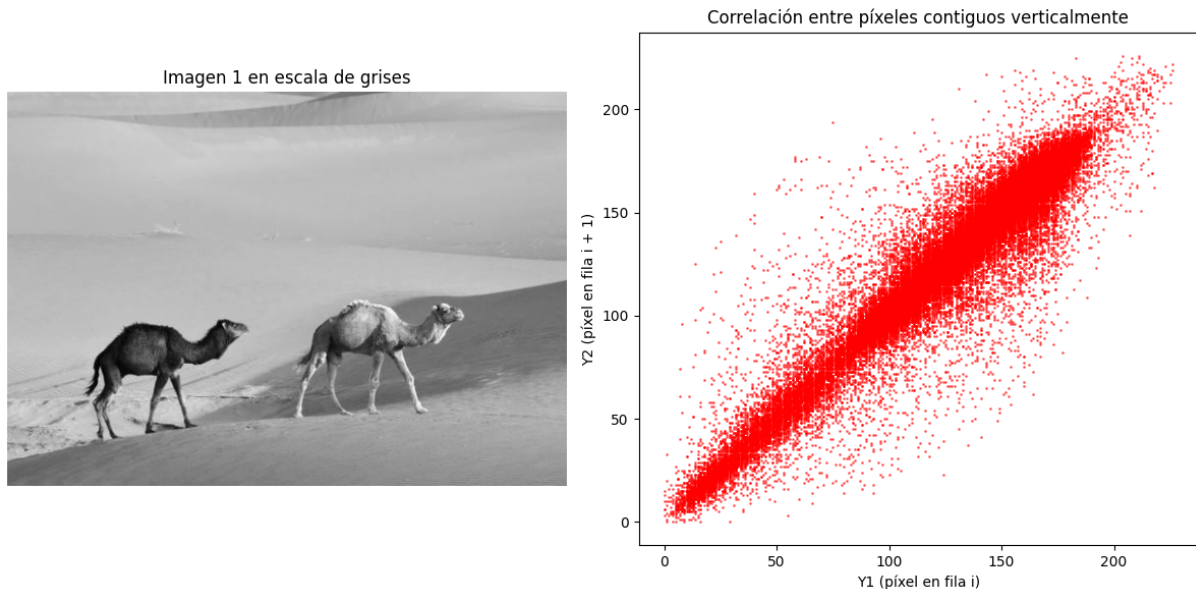 Imagen 1 en escala de grises
Correlación entre píxeles contiguos verticalmente
Y2 (píxel en fila i + 1)
200
150
100
50
0
0
50
100
150
200
Y1 (píxel en fila i)